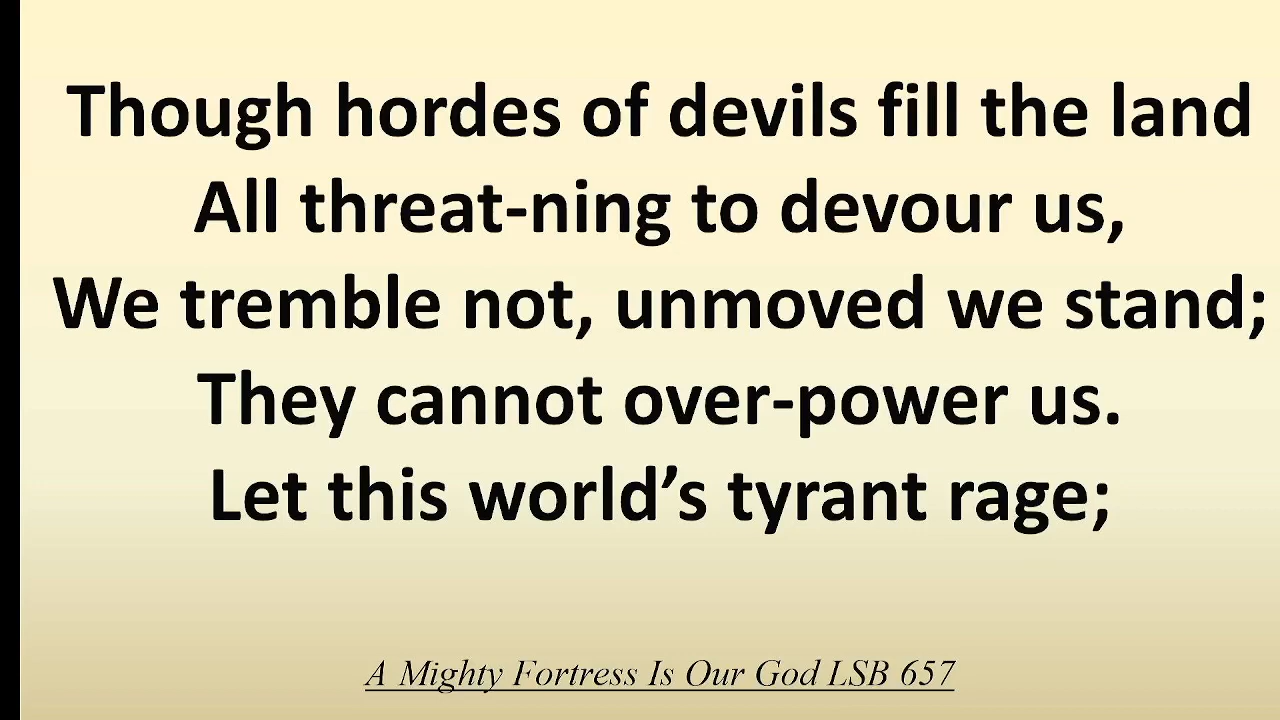 Though hordes of devils fill the land
All threat-ning to devour us,
We tremble not, unmoved we stand;
They cannot over-power us.
Let this world’s tyrant rage;
A Mighty Fortress Is Our God LSB 657